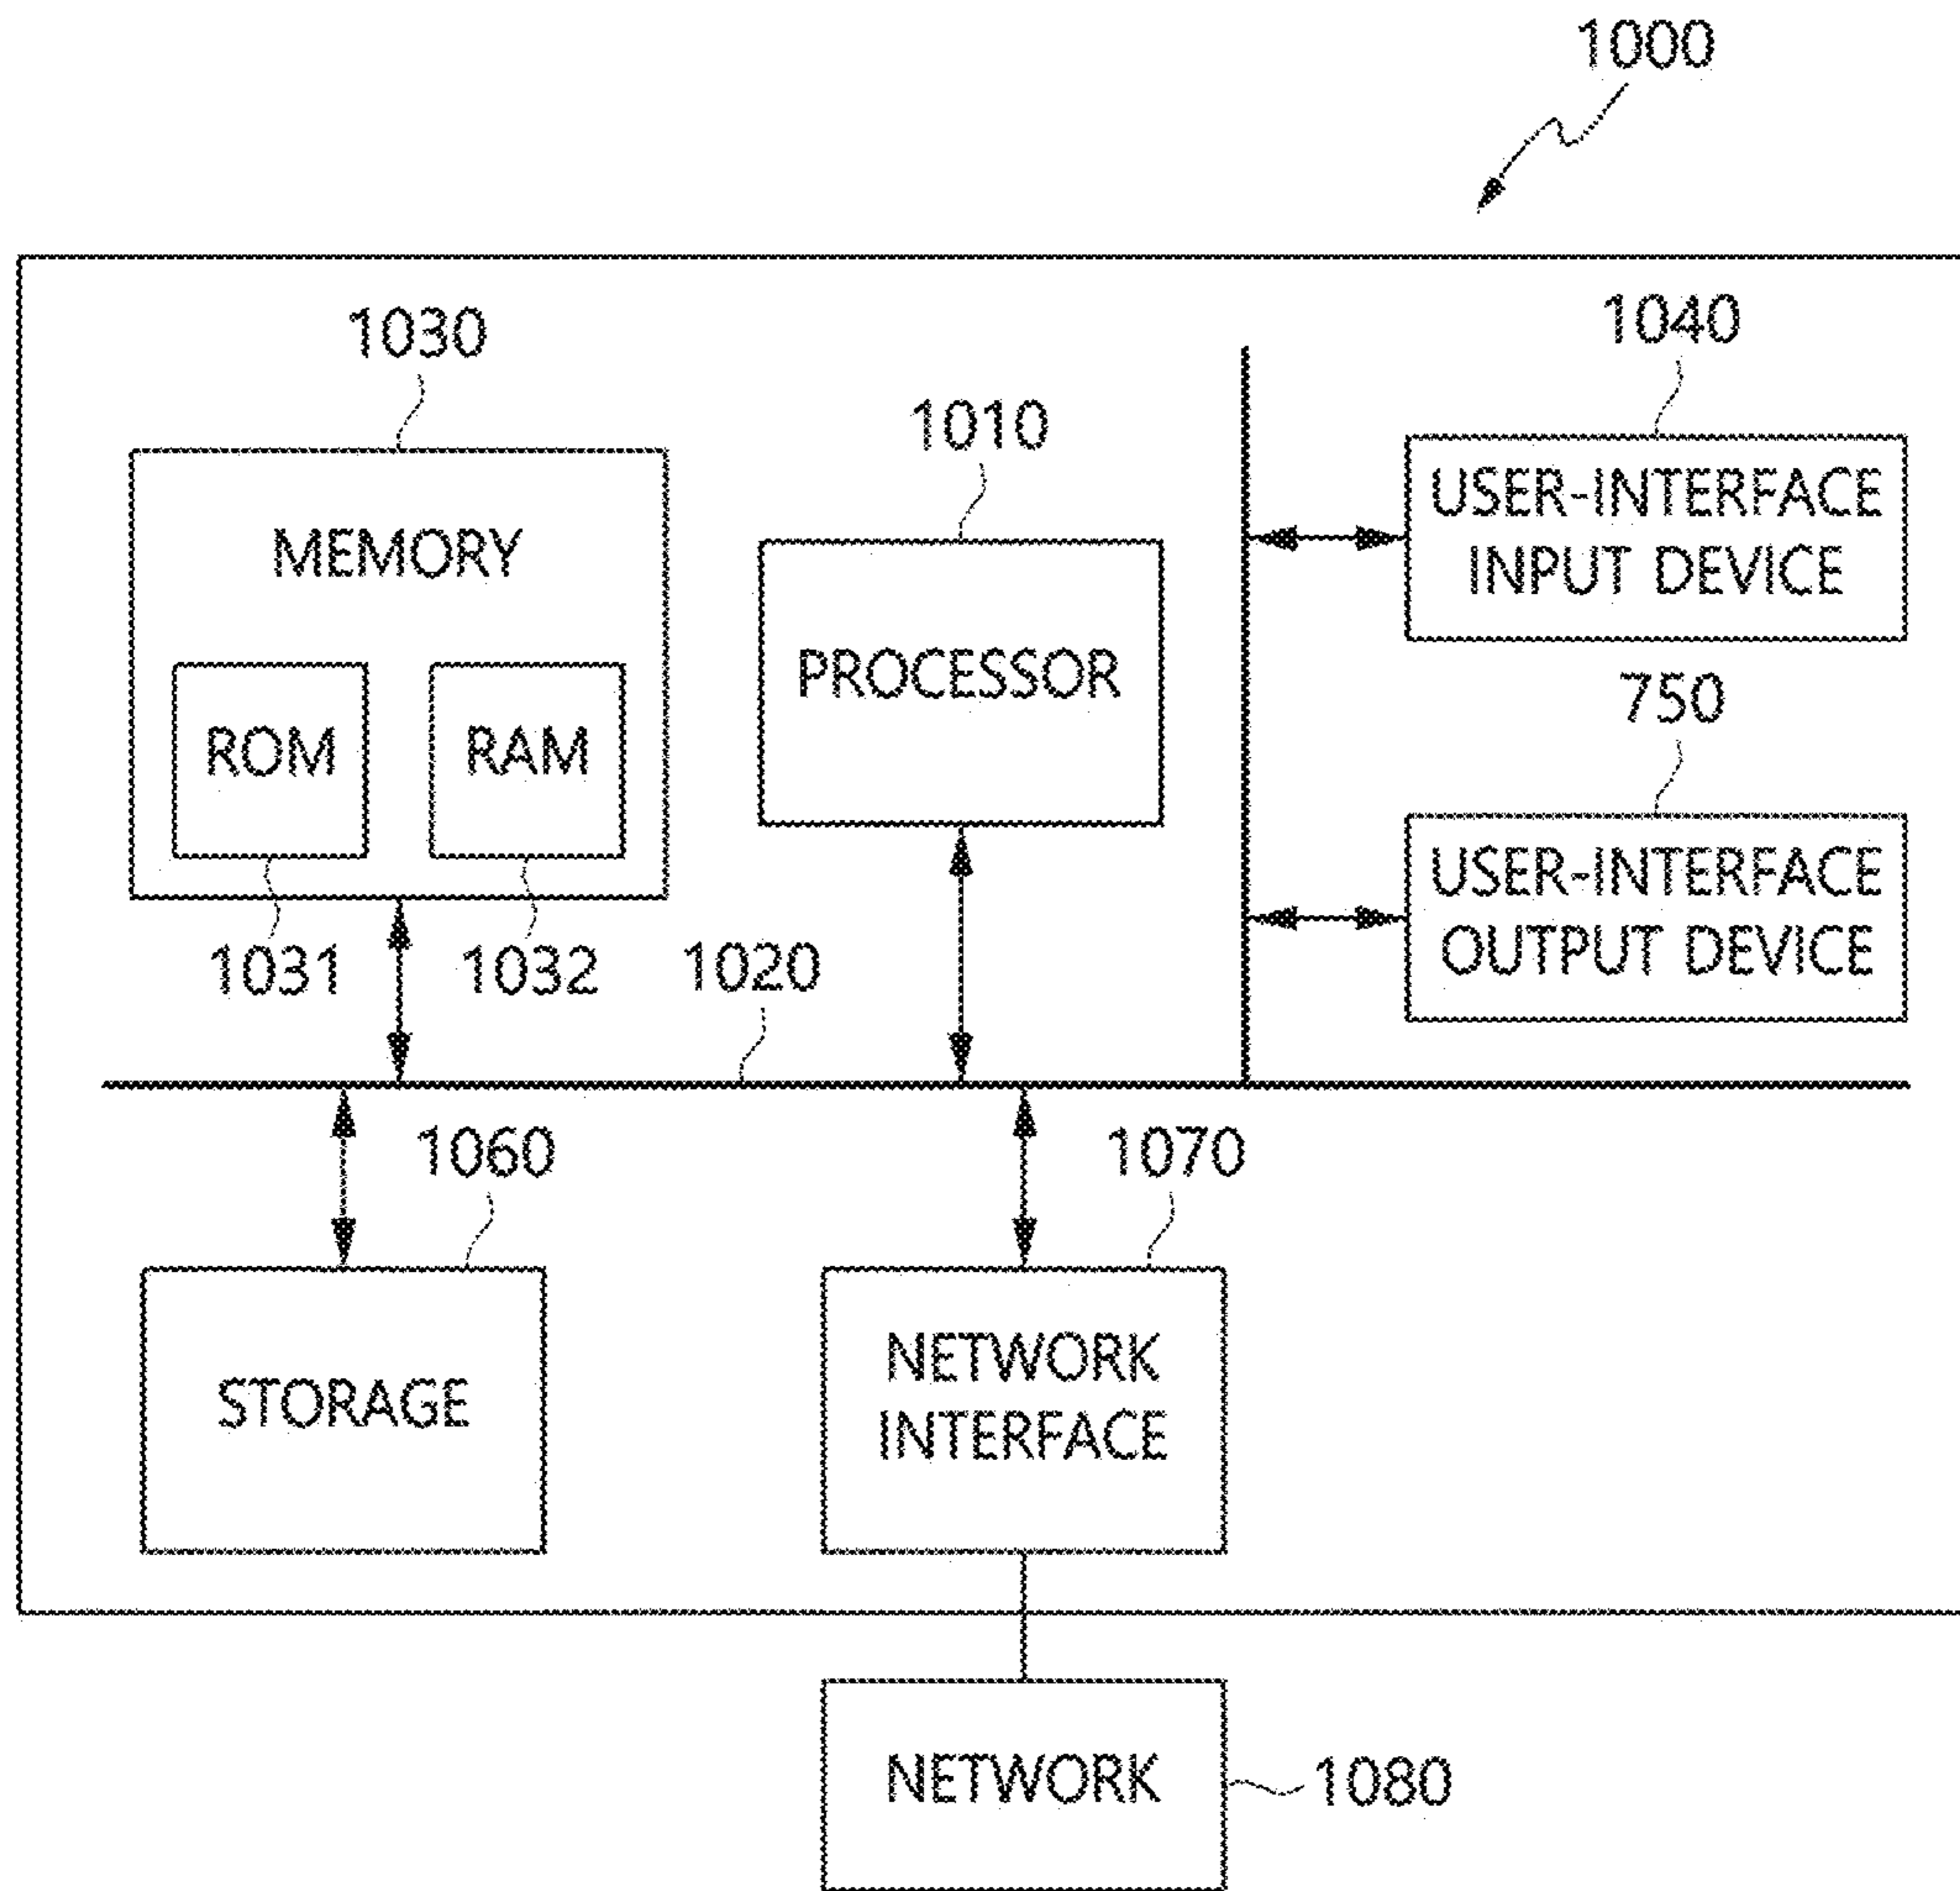 1000
1030
1010
1040
MEMORY
ROM
RAM
PROCESSOR
USER-INTERFACE
INPUT DEVICE
750
USER-INTERFACE
OUTPUT DEVICE
1031
1032
1020
1060
1070
STORAGE
NETWORK
INTERFACE
NETWORK
1080